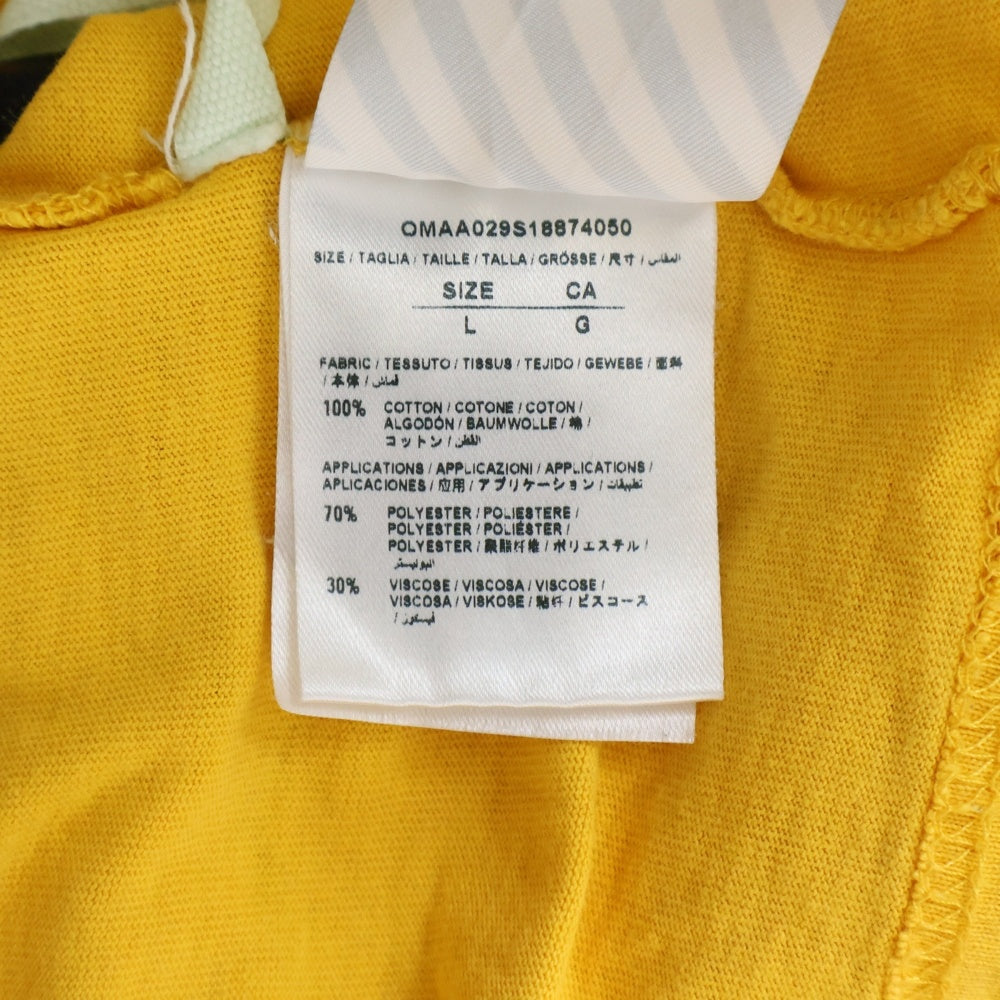 OMAA029S18874050
SIZE / TAGLIA / TAILLE / TALLA / GRÖSSE / 尺寸 / المقاس
SIZE CA
L G
FABRIC / TESSUTO / TISSUS / TEJIDO / GEWEBE / 面料
/ 本体 / قماش
100% COTTON / COTONE / COTON /
ALGODÓN / BAUMWOLLE / 棉 /
コットン / القطن
APPLICATIONS / APPLICAZIONI / APPLICATIONS /
APLICACIONES / 应用 / アプリケーション / تطبيقات
70% POLYESTER / POLIESTERE /
POLYESTER / POLIÉSTER /
POLYESTER / 聚酯纤维 / ポリエステル /
البوليستر
30% VISCOSE / VISCOSA / VISCOSE /
VISCOSA / VISKOSE / 粘纤 / ビスコース
/ فيسكوز